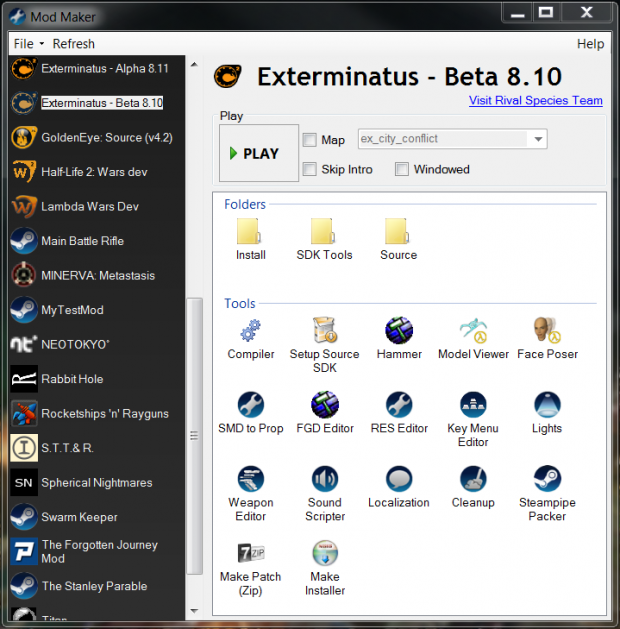 Mod Maker
File Refresh Help
Exterminatus - Alpha 8.11
Exterminatus - Beta 8.10
GoldenEye: Source (v4.2)
Half-Life 2: Wars dev
Lambda Wars Dev
Main Battle Rifle
MINERVA: Metastasis
MyTestMod
NEOTOKYO°
Rabbit Hole
Rocketships 'n' Rayguns
S.T.T.& R.
SN Spherical Nightmares
Swarm Keeper
The Forgotten Journey
Mod
The Stanley Parable
Titan
Exterminatus - Beta 8.10
Visit Rival Species Team
Play
PLAY
Map ex_city_conflict
Skip Intro Windowed
Folders
Install SDK Tools Source
Tools
Compiler Setup Source Hammer Model Viewer Face Poser
SDK
SMD to Prop FGD Editor RES Editor Key Menu Lights
Editor
Weapon Sound Localization Cleanup Steampipe
Editor Scripter Packer
7ZIP
Make Patch Make
(Zip) Installer